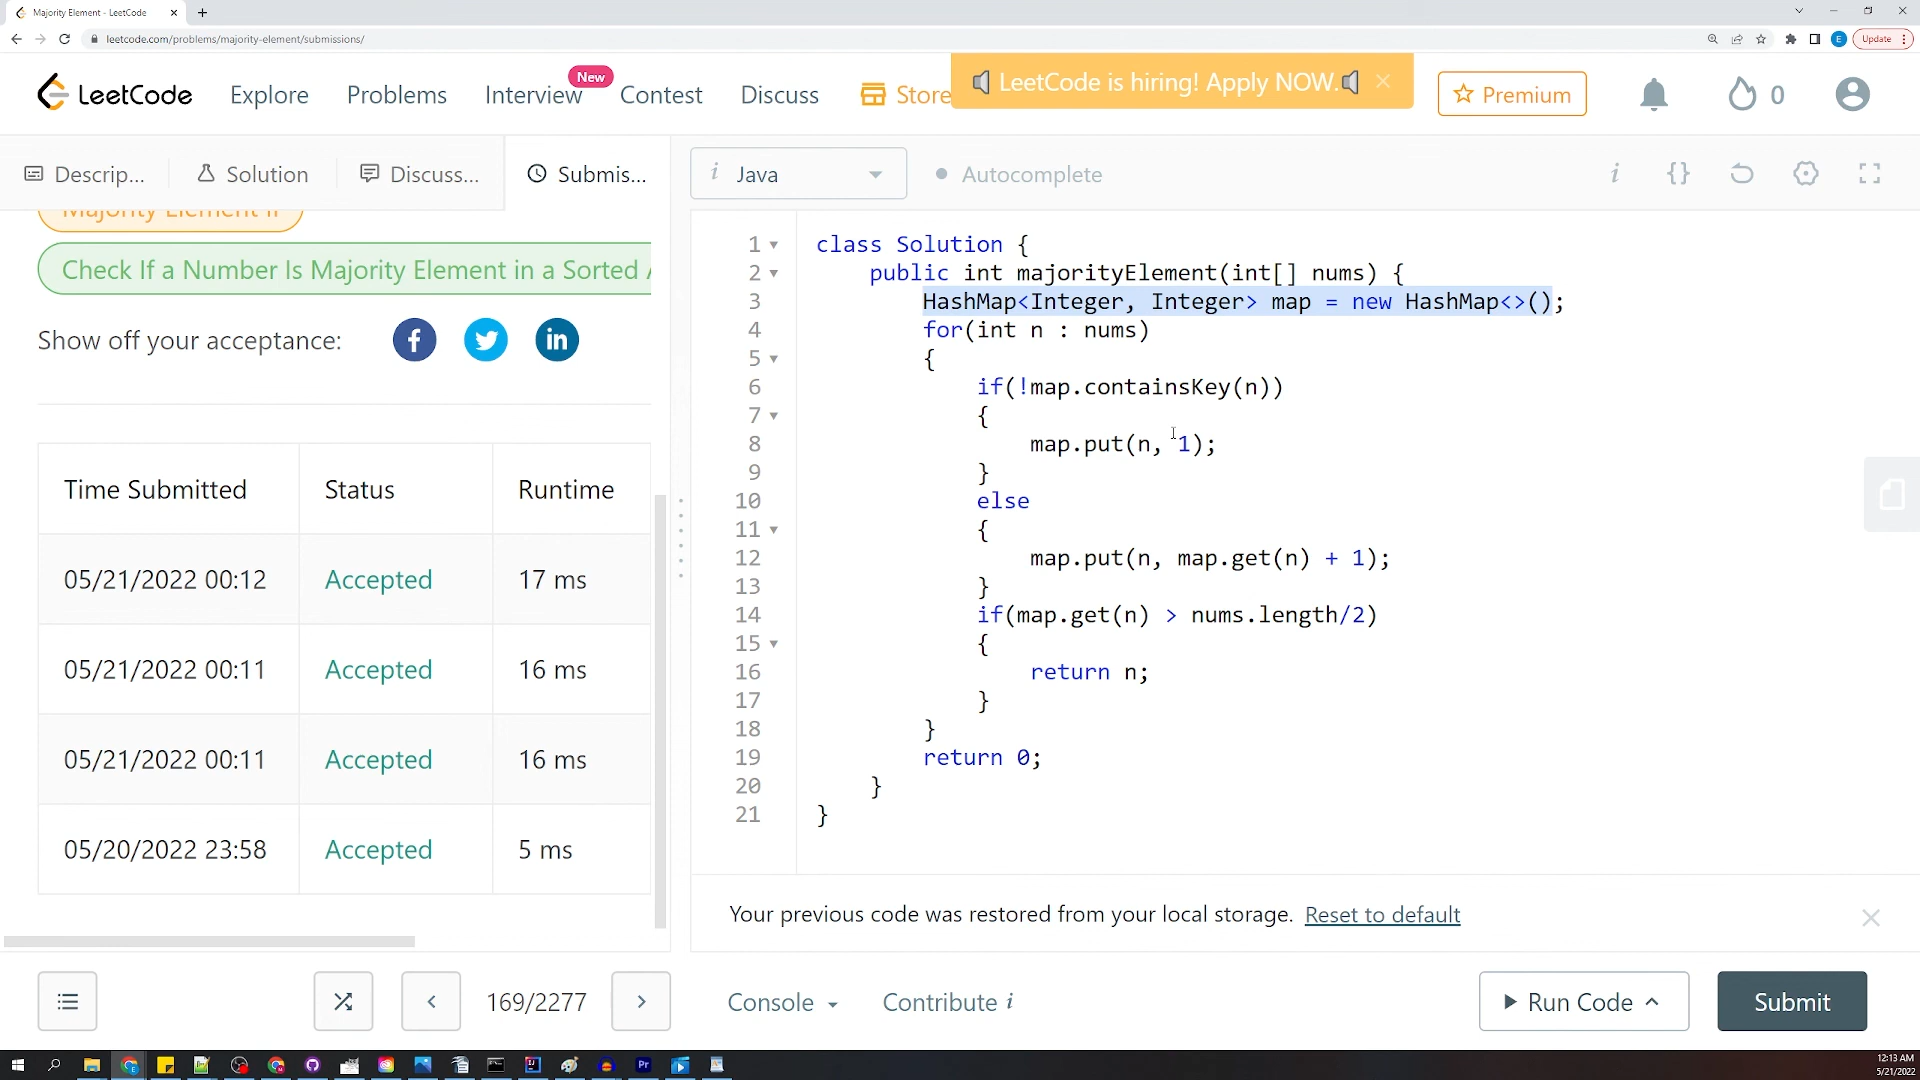 Majority Element - LeetCode
leetcode.com/problems/majority-element/submissions/
E
Update
LeetCode
Explore
Problems
Interview
New
Contest
Discuss
Store
LeetCode is hiring! Apply NOW.
Premium
0
Descrip...
Solution
Discuss...
Submis...
i Java
Autocomplete
i
{}
Majority Element II
Check If a Number Is Majority Element in a Sorted A
Show off your acceptance:
Time Submitted Status Runtime
05/21/2022 00:12 Accepted 17 ms
05/21/2022 00:11 Accepted 16 ms
05/21/2022 00:11 Accepted 16 ms
05/20/2022 23:58 Accepted 5 ms
1 class Solution {
2 public int majorityElement(int[] nums) {
3 HashMap<Integer, Integer> map = new HashMap<>();
4 for(int n : nums)
5 {
6 if(!map.containsKey(n))
7 {
8 map.put(n, 1);
9 }
10 else
11 {
12 map.put(n, map.get(n) + 1);
13 }
14 if(map.get(n) > nums.length/2)
15 {
16 return n;
17 }
18 }
19 return 0;
20 }
21 }
Your previous code was restored from your local storage. Reset to default
169/2277
Console
Contribute i
Run Code
Submit
12:13 AM
5/21/2022